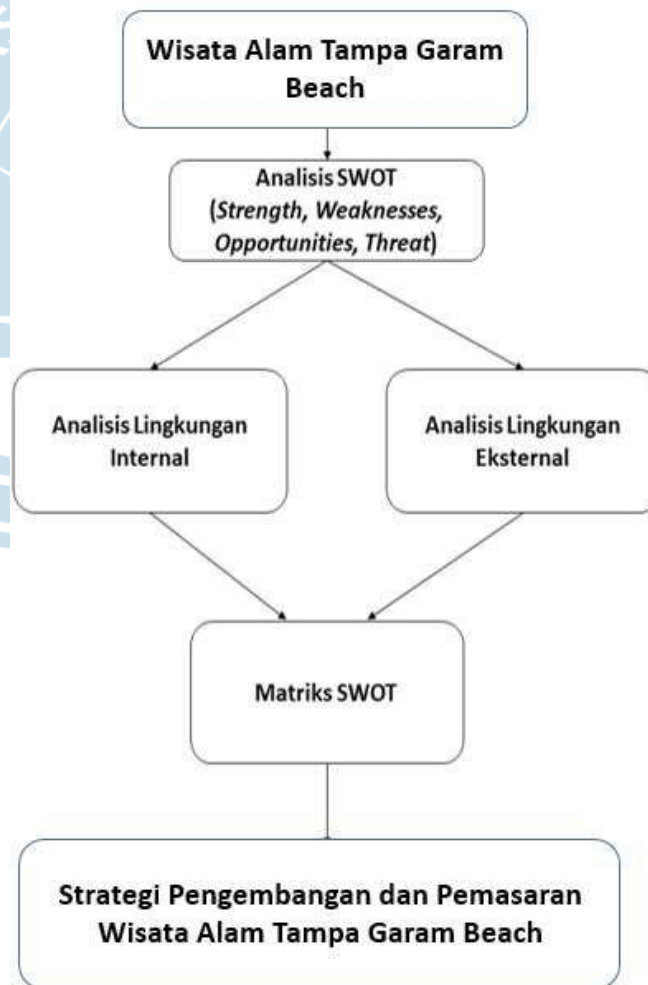 Wisata Alam Tampa Garam
Beach
Analisis SWOT
(Strength, Weaknesses,
Opportunities, Threat)
Analisis Lingkungan
Internal
Analisis Lingkungan
Eksternal
Matriks SWOT
Strategi Pengembangan dan Pemasaran
Wisata Alam Tampa Garam Beach